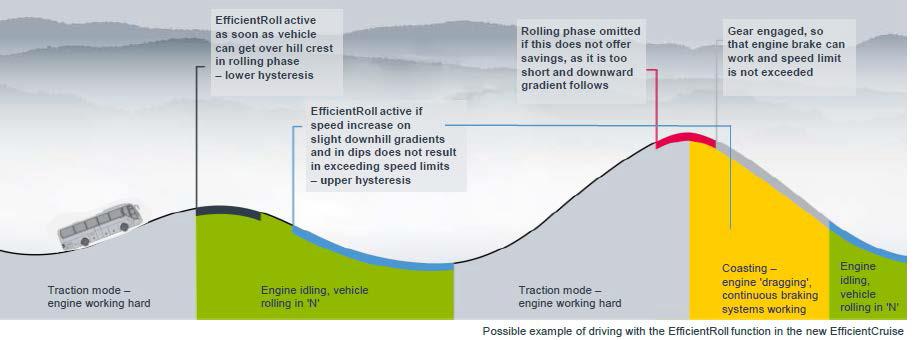 EfficientRoll active
as soon as vehicle
can get over hill crest
in rolling phase
– lower hysteresis
EfficientRoll active if
speed increase on
slight downhill gradients
and in dips does not result
in exceeding speed limits
– upper hysteresis
Rolling phase omitted
if this does not offer
savings, as it is too
short and downward
gradient follows
Gear engaged, so
that engine brake can
work and speed limit
is not exceeded
Traction mode –
engine working hard
Engine idling, vehicle
rolling in 'N'
Traction mode –
engine working hard
Coasting –
engine 'dragging',
continuous braking
systems working
Engine
idling,
vehicle
rolling in 'N'
Possible example of driving with the EfficientRoll function in the new EfficientCruise